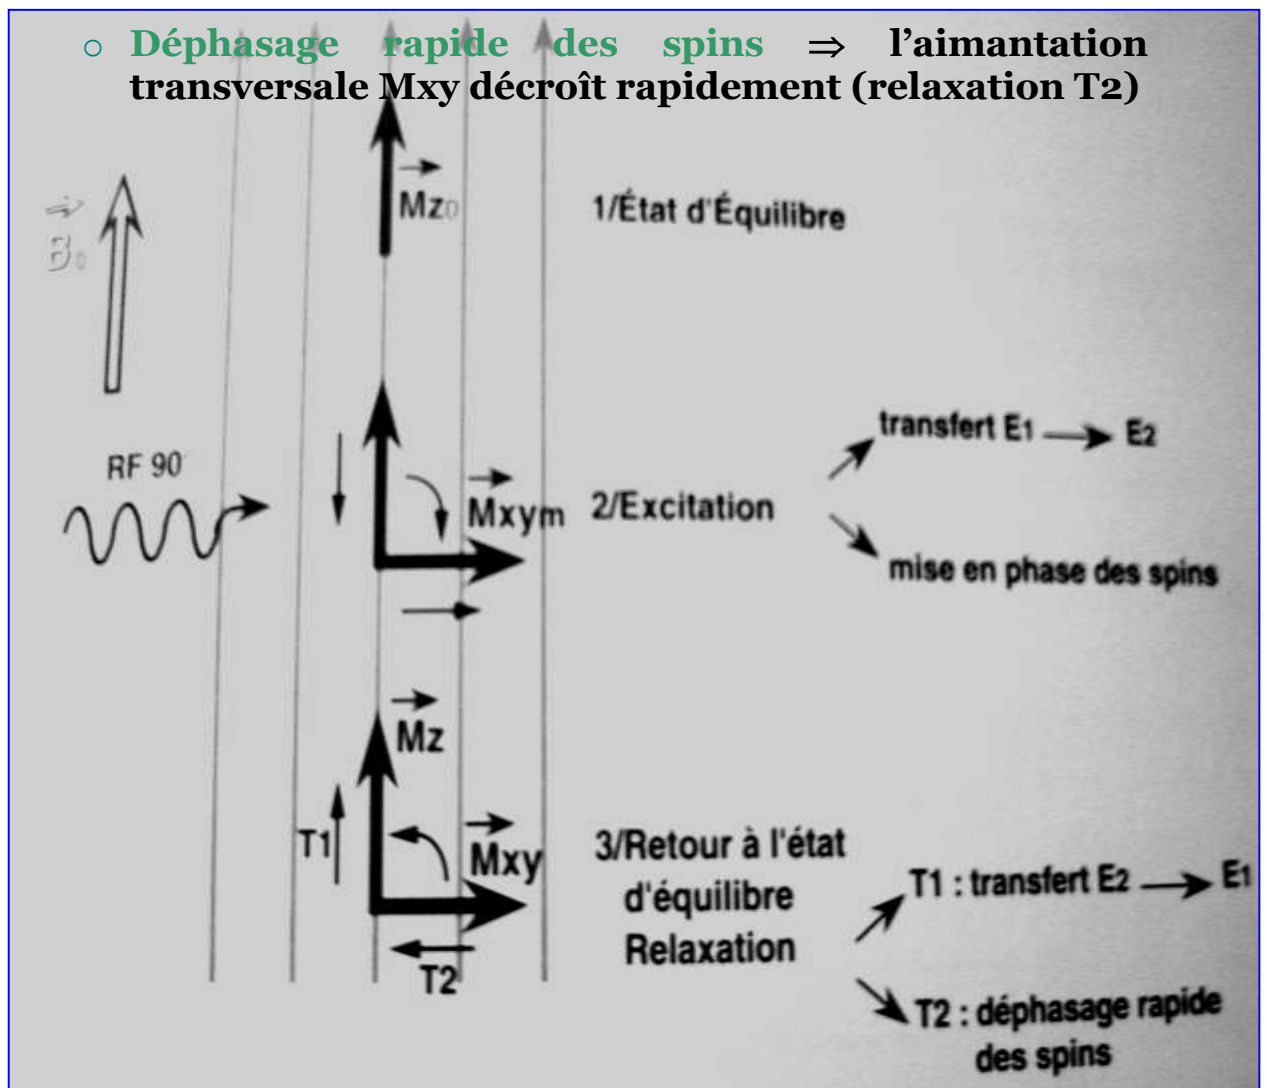 Déphasage rapide des spins ⇒ l’aimantation
transversale Mxy décroît rapidement (relaxation T2)
Mz0
1/État d'Équilibre
B0
transfert E1 → E2
RF 90
Mxym
2/Excitation
mise en phase des spins
Mz
T1
Mxy
3/Retour à l'état
d'équilibre
Relaxation
T1 : transfert E2 → E1
T2
T2 : déphasage rapide
des spins